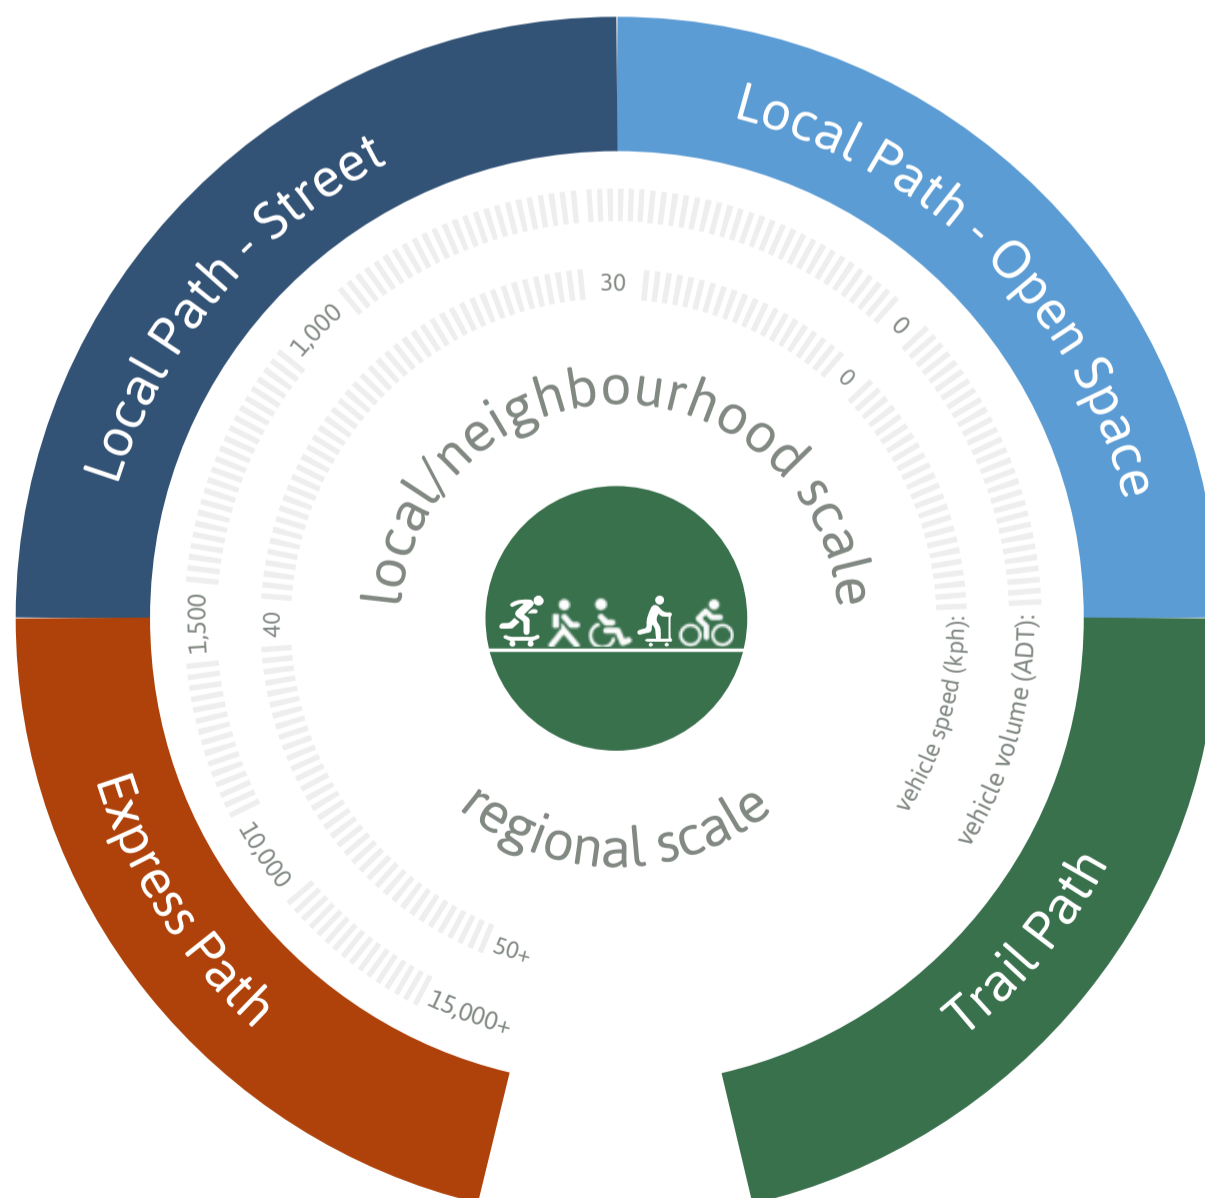 Local Path - Street
Local Path - Open Space
1,000
30
0
0
local/neighbourhood scale
1,500
40
vehicle speed (kph):
vehicle volume (ADT):
regional scale
Express Path
10,000
50+
15,000+
Trail Path